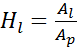 H_l = A_l / A_p